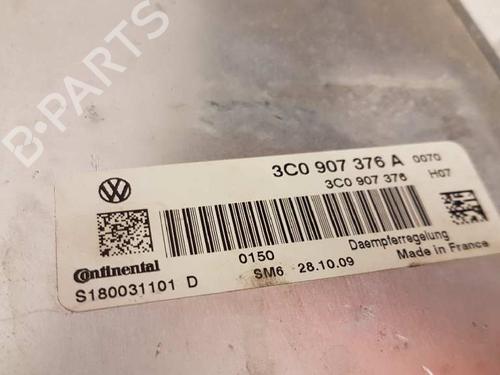 B-PARTS
3C0 907 376 A 0070
3C0 907 376 H07
0150 Daempferregelung
SM6 28.10.09 Made in France
Continental
S180031101 D